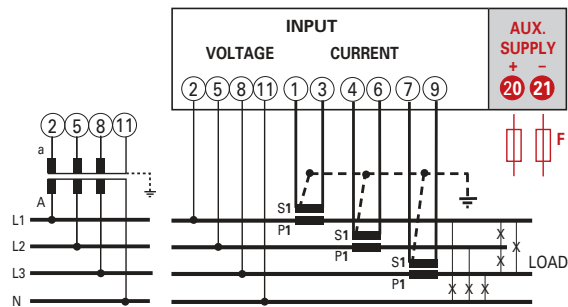 INPUT
VOLTAGE CURRENT
2 5 8 11 1 3 4 6 7 9
AUX.
SUPPLY
+ −
20 21
F
2 5 8 11
a
A
S1
P1
S1
P1
S1
P1
L1
L2
L3
N
LOAD
X
X
X
X X X